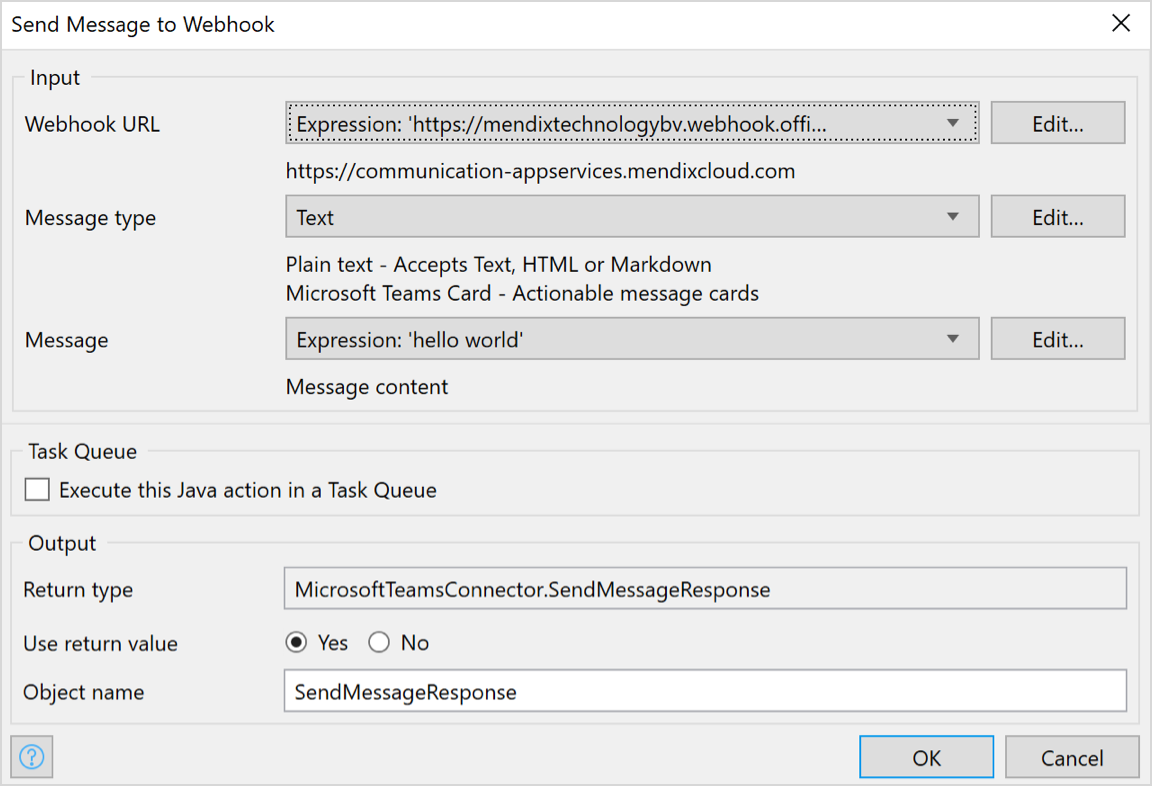 Send Message to Webhook
Input
Webhook URL
Expression: 'https://mendixtechnologybv.webhook.offi...
Edit...
https://communication-appservices.mendixcloud.com
Message type
Text
Edit...
Plain text - Accepts Text, HTML or Markdown
Microsoft Teams Card - Actionable message cards
Message
Expression: 'hello world'
Edit...
Message content
Task Queue
Execute this Java action in a Task Queue
Output
Return type
MicrosoftTeamsConnector.SendMessageResponse
Use return value
Yes
No
Object name
SendMessageResponse
?
OK
Cancel